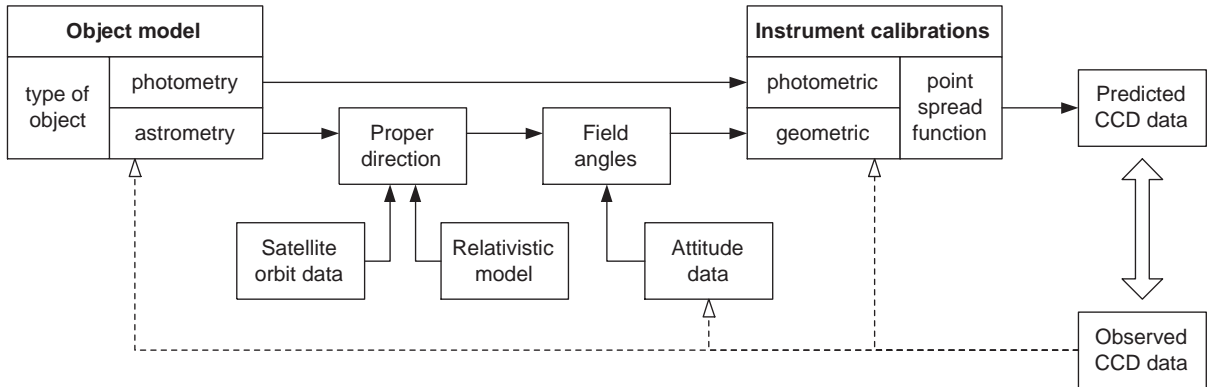 Object model
type of
object
photometry
astrometry
Proper
direction
Field
angles
Instrument calibrations
photometric
geometric
point
spread
function
Predicted
CCD data
Satellite
orbit data
Relativistic
model
Attitude
data
Observed
CCD data